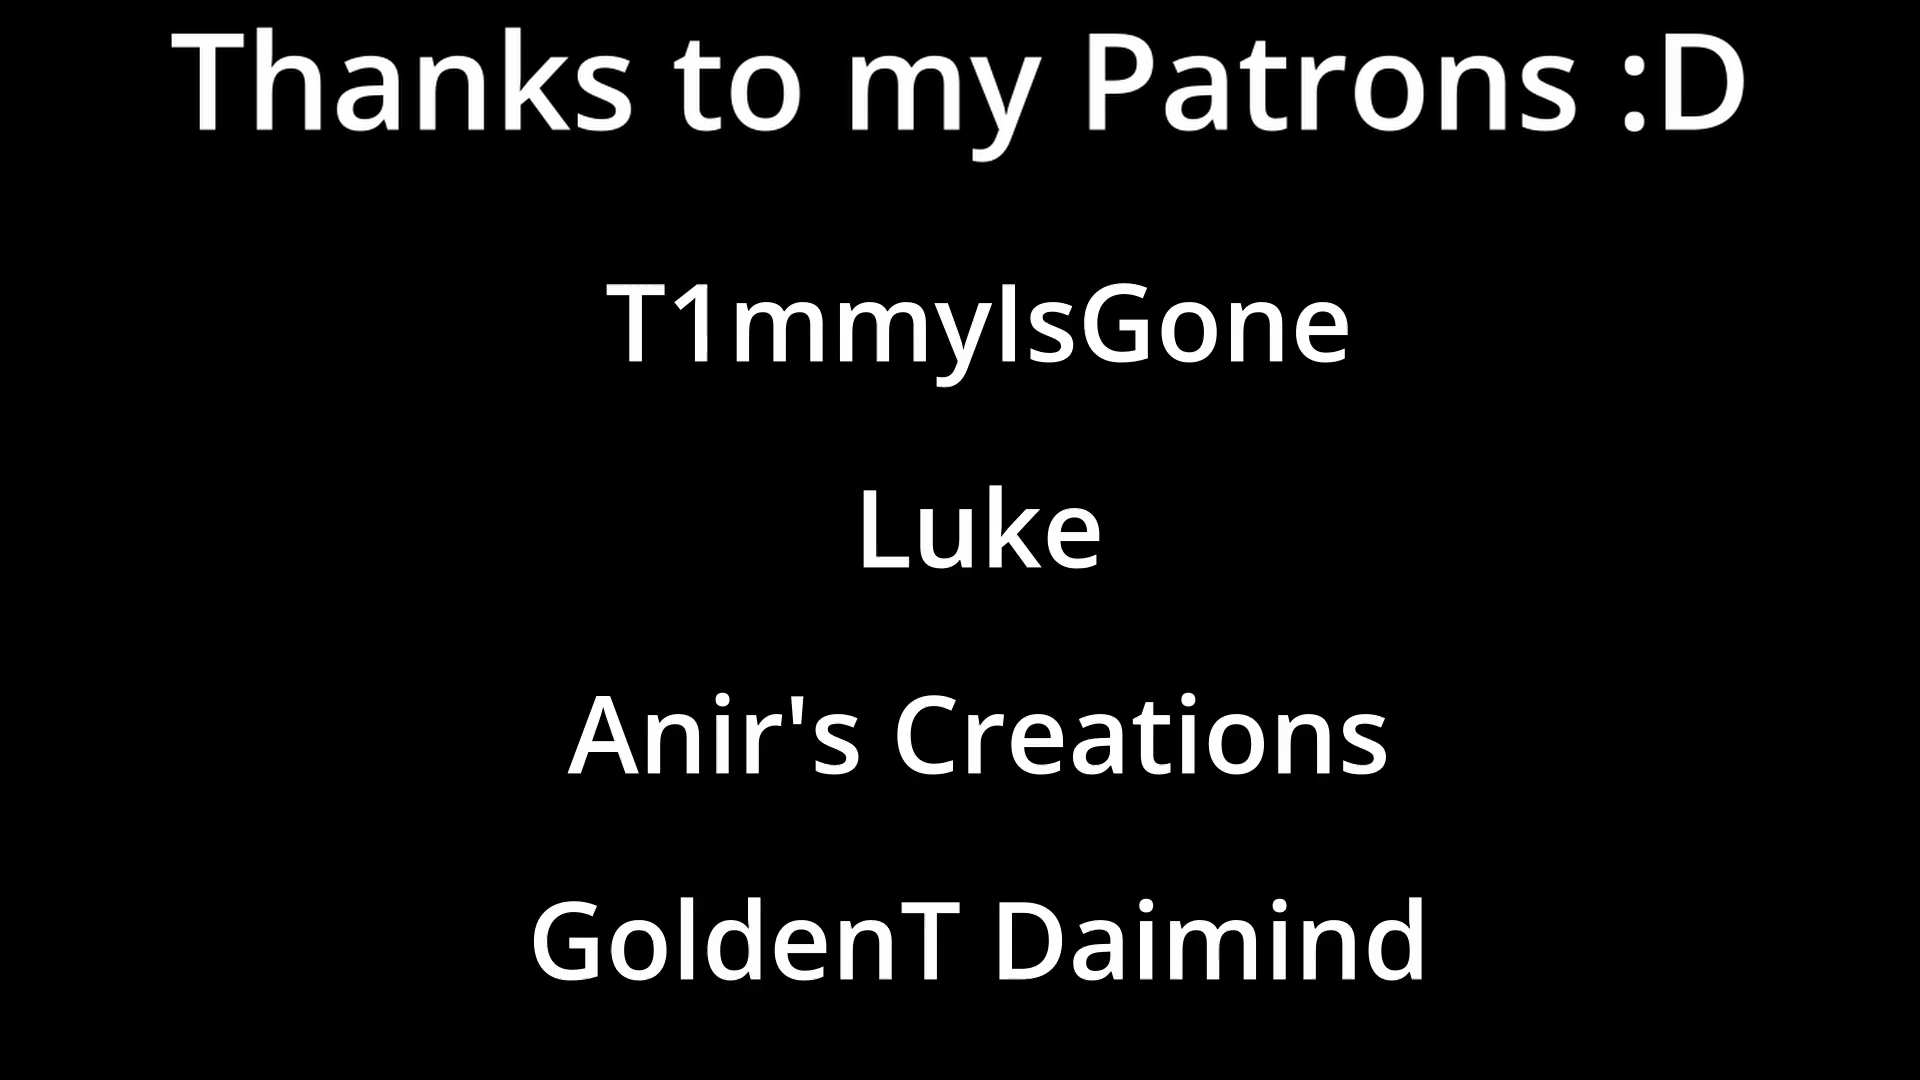 Thanks to my Patrons :D
T1mmyIsGone
Luke
Anir's Creations
GoldenT Daimind